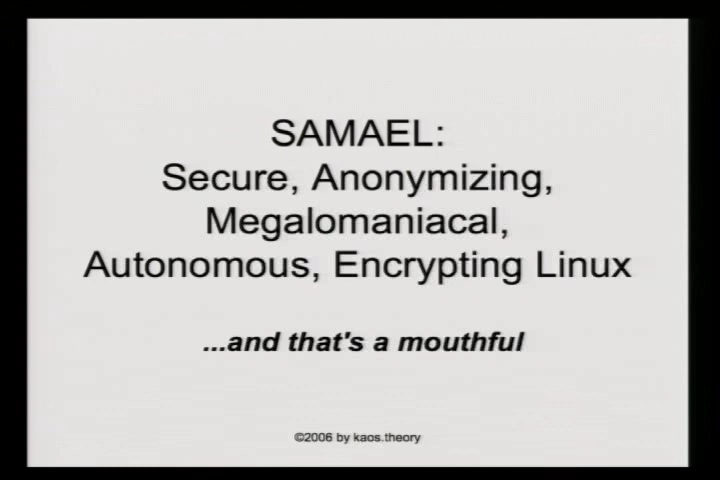 SAMAEL:
Secure, Anonymizing,
Megalomaniacal,
Autonomous, Encrypting Linux
...and that's a mouthful
©2006 by kaos.theory